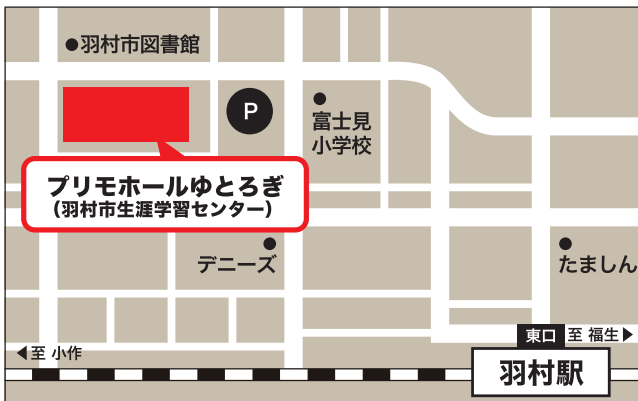 ●羽村市図書館
P
富士見
小学校
プリモホールゆとろぎ
(羽村市生涯学習センター)
デニーズ
たましん
東口 至 福生▶
◀至 小作
羽村駅